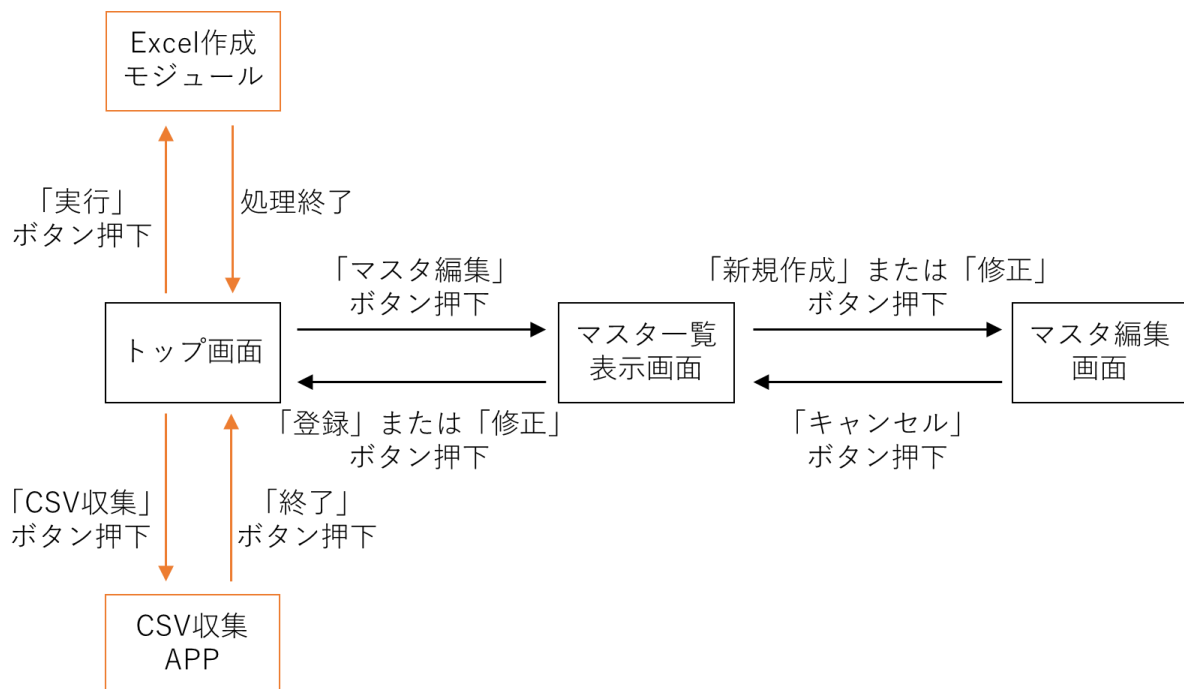 Excel作成
モジュール
「実行」
ボタン押下
処理終了
「マスタ編集」
ボタン押下
「新規作成」または「修正」
ボタン押下
トップ画面
マスタ一覧
表示画面
マスタ編集
画面
「登録」または「修正」
ボタン押下
「キャンセル」
ボタン押下
「CSV収集」
ボタン押下
「終了」
ボタン押下
CSV収集
APP